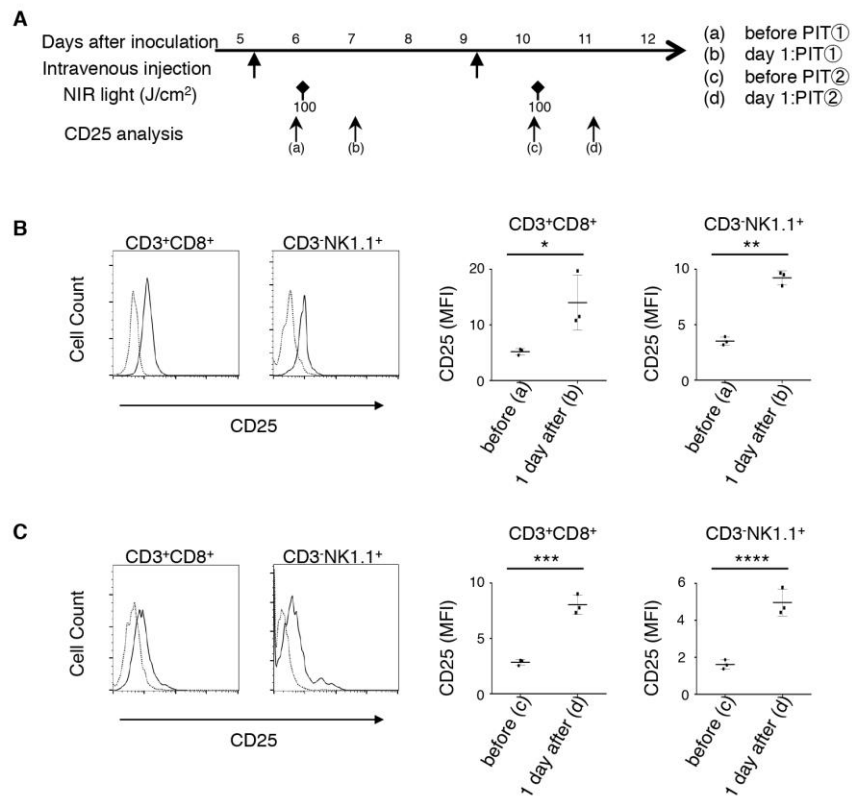 A
Days after inoculation 5 6 7 8 9 10 11 12
Intravenous injection
NIR light (J/cm²) 100 100
CD25 analysis (a) (b) (c) (d)
(a) before PIT①
(b) day 1:PIT①
(c) before PIT②
(d) day 1:PIT②
B
CD3⁺CD8⁺
CD3⁻NK1.1⁺
Cell Count
CD25
CD3⁺CD8⁺
*
CD25 (MFI)
20
10
0
before (a)
1 day after (b)
CD3⁻NK1.1⁺
**
CD25 (MFI)
10
5
0
before (a)
1 day after (b)
C
CD3⁺CD8⁺
CD3⁻NK1.1⁺
Cell Count
CD25
CD3⁺CD8⁺
***
CD25 (MFI)
10
5
0
before (c)
1 day after (d)
CD3⁻NK1.1⁺
****
CD25 (MFI)
6
4
2
0
before (c)
1 day after (d)